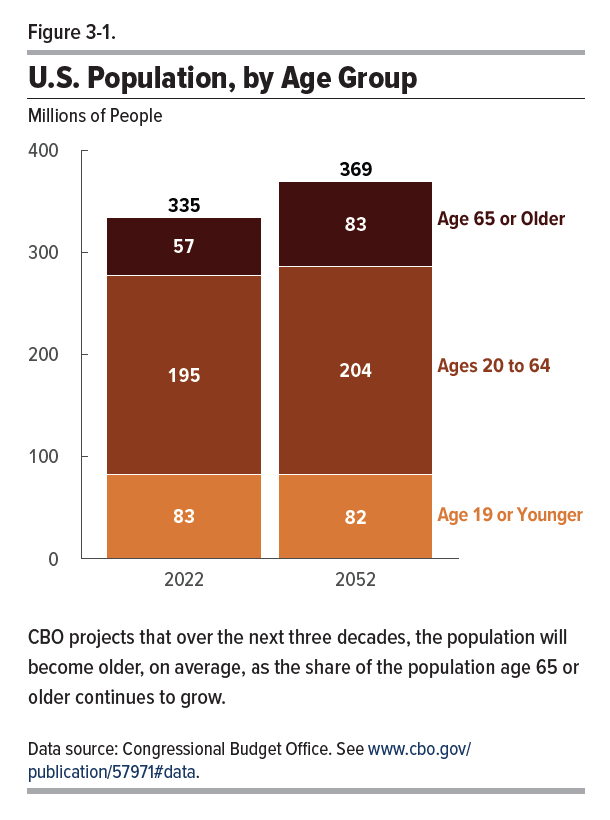 Figure 3-1.
U.S. Population, by Age Group
Millions of People
400
369
335
Age 65 or Older
83
57
300
200
Ages 20 to 64
204
195
100
Age 19 or Younger
83
82
0
2022
2052
CBO projects that over the next three decades, the population will
become older, on average, as the share of the population age 65 or
older continues to grow.
Data source: Congressional Budget Office. See www.cbo.gov/
publication/57971#data.